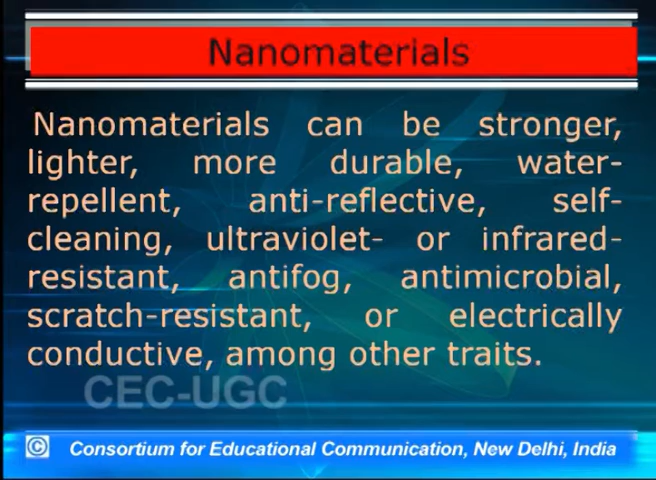 Nanomaterials
Nanomaterials can be stronger,
lighter, more durable, water-
repellent, anti-reflective, self-
cleaning, ultraviolet- or infrared-
resistant, antifog, antimicrobial,
scratch-resistant, or electrically
conductive, among other traits.
CEC-UGC
© Consortium for Educational Communication, New Delhi, India